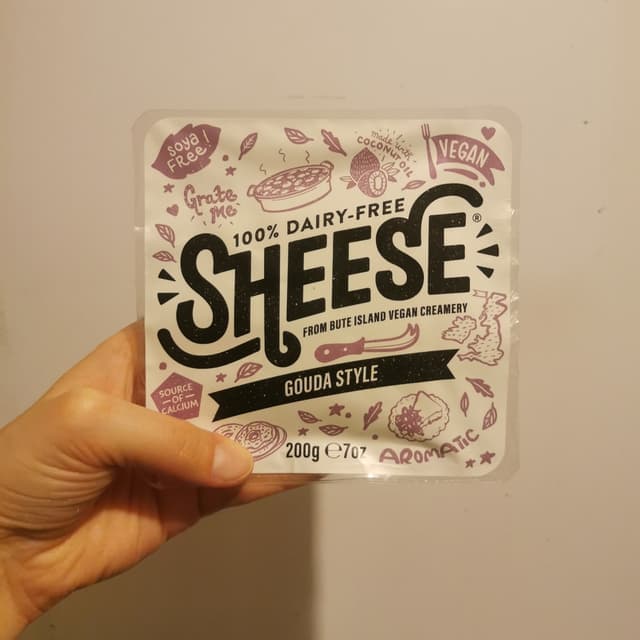 soya
FREE!
Grate
Me
made with
COCONUT OIL
VEGAN
100% DAIRY-FREE
SHEESE®
FROM BUTE ISLAND VEGAN CREAMERY
GOUDA STYLE
SOURCE
OF
CALCIUM
200g ℮7oz
AROMATIC